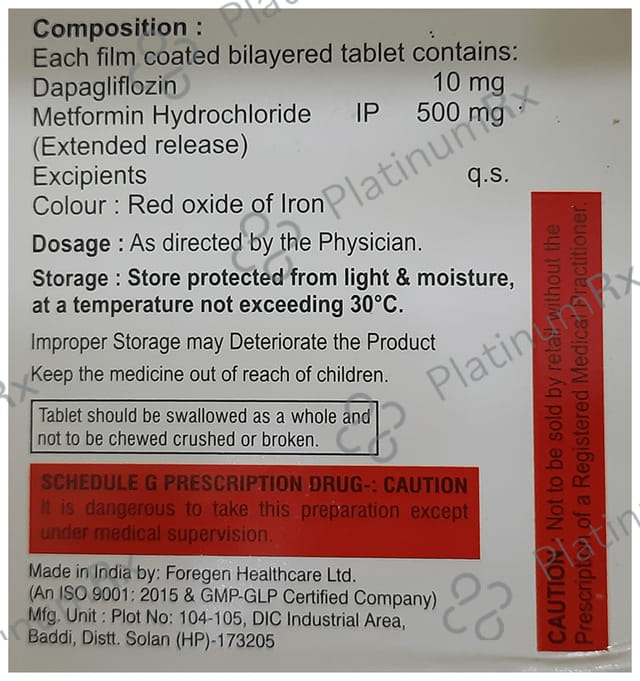 Composition :
Each film coated bilayered tablet contains:
Dapagliflozin 10 mg
Metformin Hydrochloride IP 500 mg
(Extended release)
Excipients q.s.
Colour : Red oxide of Iron
Dosage : As directed by the Physician.
Storage : Store protected from light & moisture,
at a temperature not exceeding 30°C.
Improper Storage may Deteriorate the Product
Keep the medicine out of reach of children.
Tablet should be swallowed as a whole and
not to be chewed crushed or broken.
SCHEDULE G PRESCRIPTION DRUG-: CAUTION
It is dangerous to take this preparation except
under medical supervision.
Made in India by: Foregen Healthcare Ltd.
(An ISO 9001: 2015 & GMP-GLP Certified Company)
Mfg. Unit : Plot No: 104-105, DIC Industrial Area,
Baddi, Distt. Solan (HP)-173205
CAUTION: Not to be sold by retail without the
Prescription of a Registered Medical Practitioner.
PlatinumRx
PlatinumRx